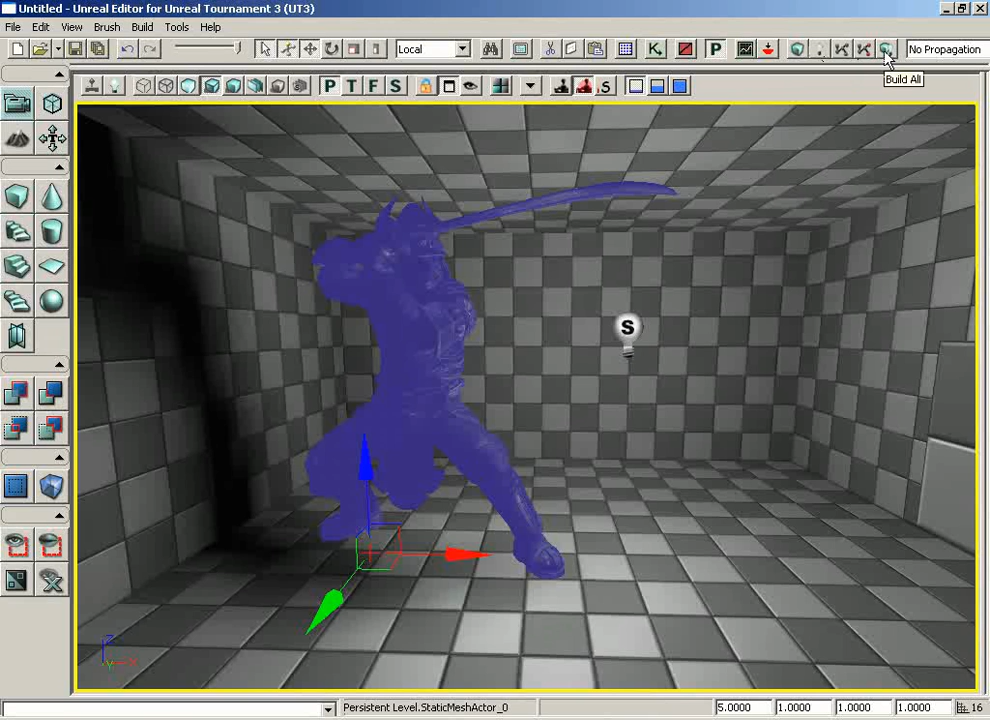 Untitled - Unreal Editor for Unreal Tournament 3 (UT3)
File Edit View Brush Build Tools Help
Local
P
No Propagation
Build All
P T F S
S
S
Z
Y X
Persistent Level.StaticMeshActor_0
5.0000 1.0000 1.0000 1.0000 16